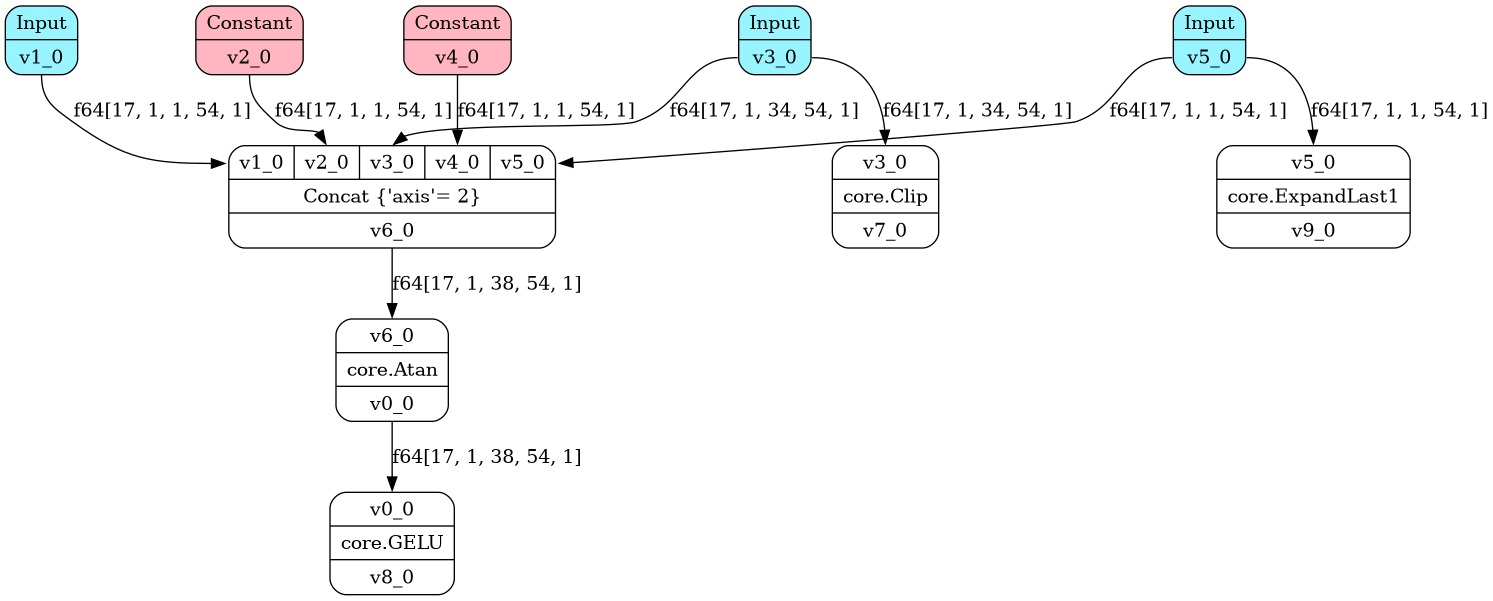 Input
v1_0
Constant
v2_0
Constant
v4_0
Input
v3_0
Input
v5_0
f64[17, 1, 1, 54, 1]
f64[17, 1, 1, 54, 1]
f64[17, 1, 1, 54, 1]
f64[17, 1, 34, 54, 1]
f64[17, 1, 34, 54, 1]
f64[17, 1, 1, 54, 1]
f64[17, 1, 1, 54, 1]
v1_0 v2_0 v3_0 v4_0 v5_0
Concat {'axis'= 2}
v6_0
v3_0
core.Clip
v7_0
v5_0
core.ExpandLast1
v9_0
f64[17, 1, 38, 54, 1]
v6_0
core.Atan
v0_0
f64[17, 1, 38, 54, 1]
v0_0
core.GELU
v8_0